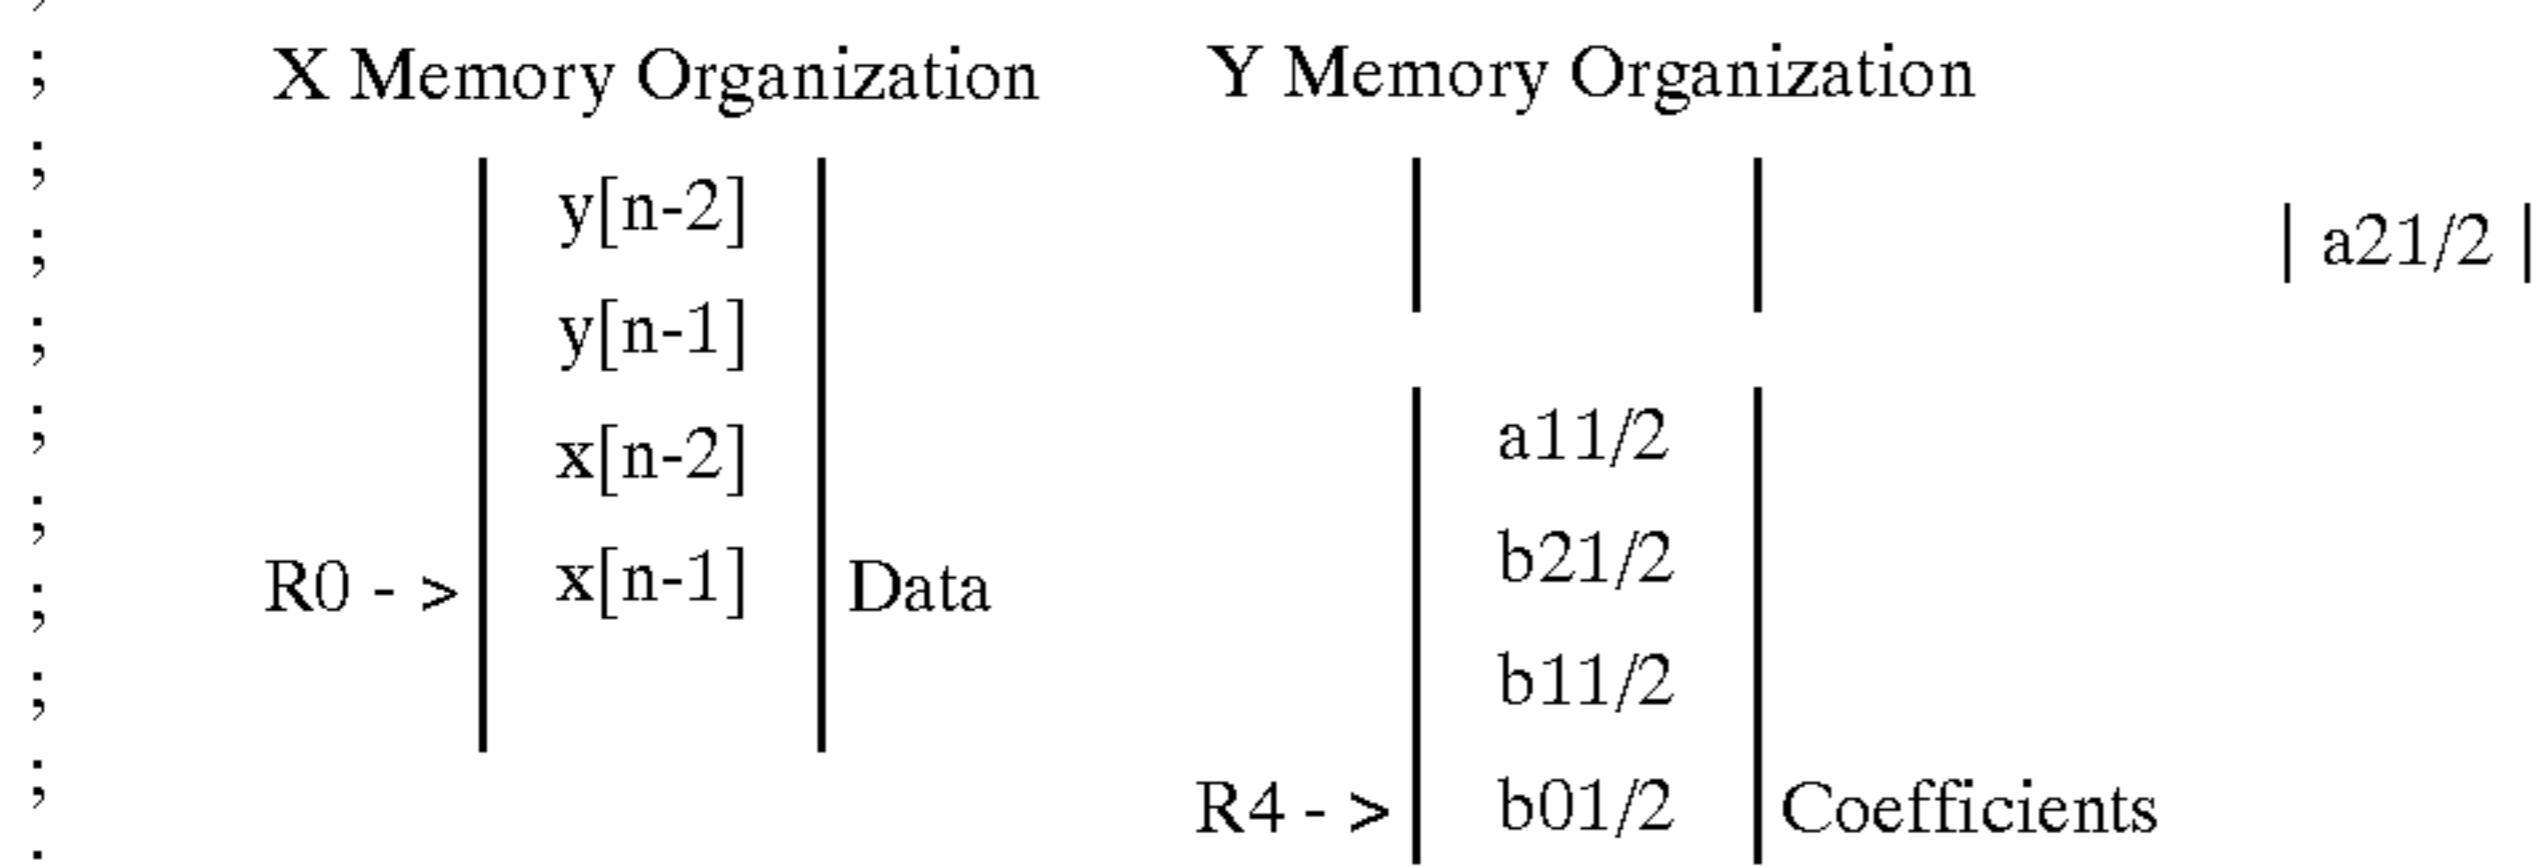 ;
; X Memory Organization Y Memory Organization
;
; y[n-2] | a21/2 |
; y[n-1]
; x[n-2] a11/2
; R0 - > x[n-1] Data b21/2
; b11/2
; R4 - > b01/2 Coefficients